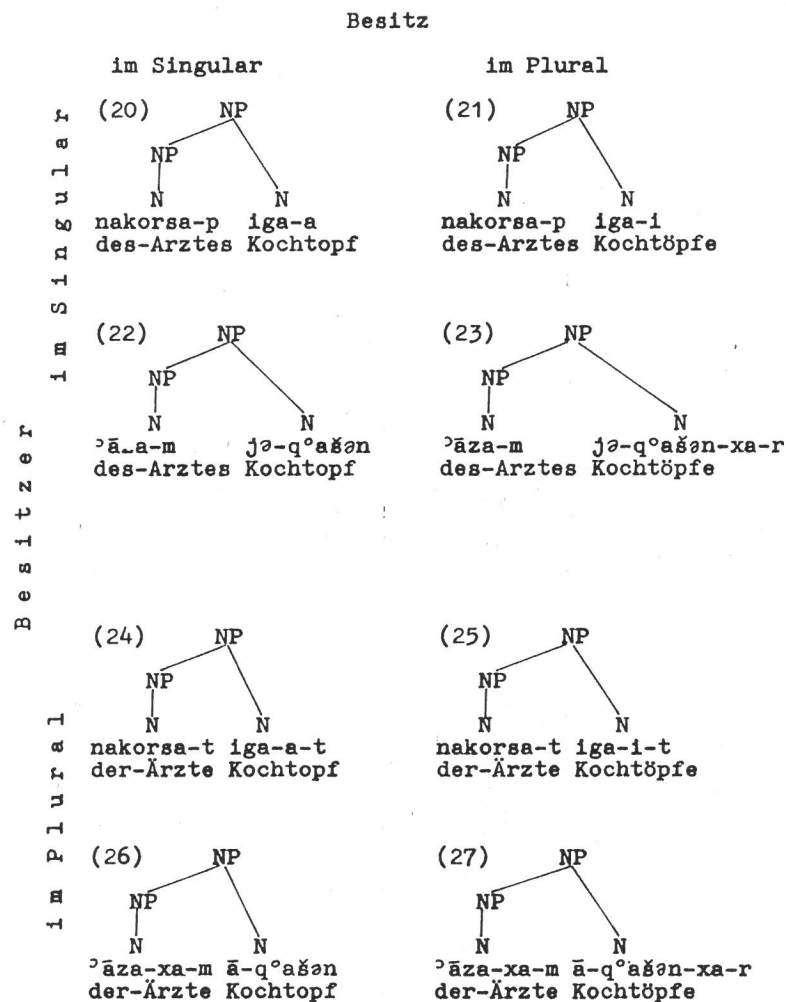 Besitz
im Singular im Plural
Besitzer
im Singular
(20) NP (21) NP
NP NP
N N N N
nakorsa-p iga-a nakorsa-p iga-i
des-Arztes Kochtopf des-Arztes Kochtöpfe
(22) NP (23) NP
NP NP
N N N N
jə-q°ašən ʾāza-m jə-q°ašən-xa-r
des-Arztes Kochtopf des-Arztes Kochtöpfe
im Plural
(24) NP (25) NP
NP NP
N N N N
nakorsa-t iga-a-t nakorsa-t iga-i-t
der-Ärzte Kochtopf der-Ärzte Kochtöpfe
(26) NP (27) NP
NP NP
N N N N
ʾāza-xa-m ā-q°ašən ʾāza-xa-m ā-q°ašən-xa-r
der-Ärzte Kochtopf der-Ärzte Kochtöpfe